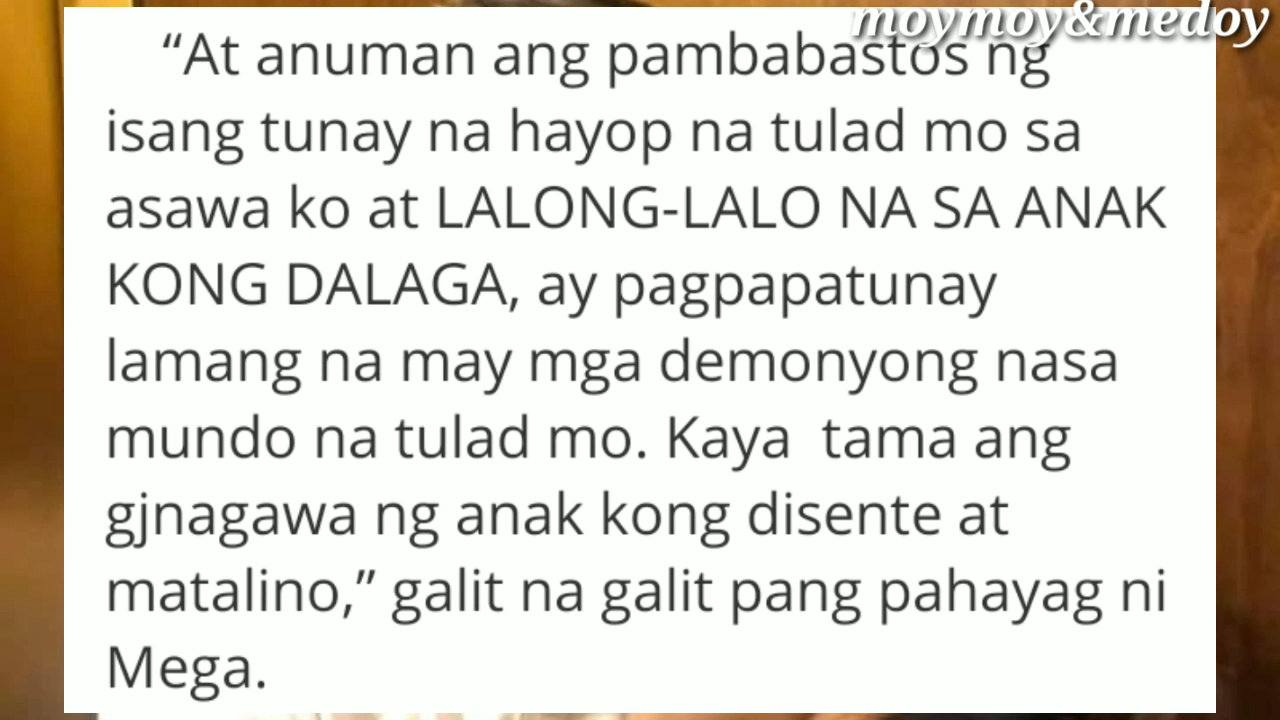 moymoy&medoy
“At anuman ang pambabastos ng
isang tunay na hayop na tulad mo sa
asawa ko at LALONG-LALO NA SA ANAK
KONG DALAGA, ay pagpapatunay
lamang na may mga demonyong nasa
mundo na tulad mo. Kaya  tama ang
gjnagawa ng anak kong disente at
matalino,” galit na galit pang pahayag ni
Mega.